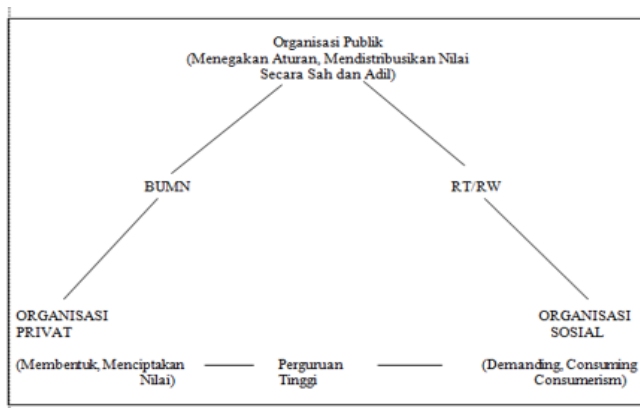 Organisasi Publik
(Menegakan Aturan, Mendistribusikan Nilai
Secara Sah dan Adil)
BUMN
RT/RW
ORGANISASI
PRIVAT
ORGANISASI
SOSIAL
(Membentuk, Menciptakan
Nilai)
Perguruan
Tinggi
(Demanding, Consuming
Consumerism)